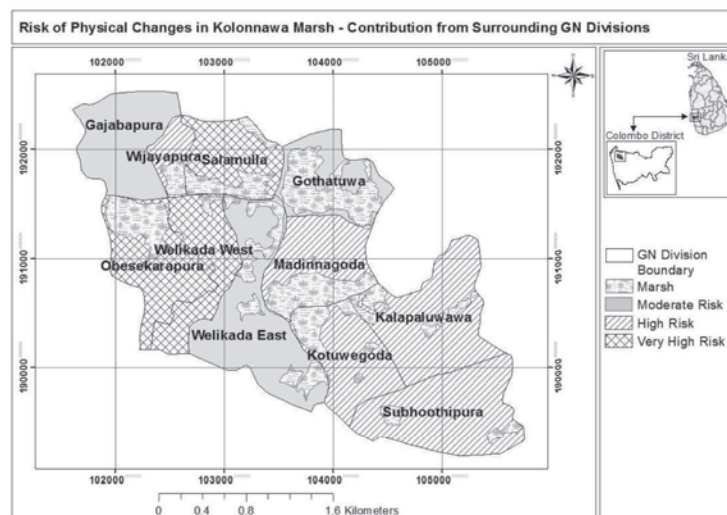 Risk of Physical Changes in Kolonnawa Marsh - Contribution from Surrounding GN Divisions
102000 103000 104000 105000
Sri Lanka
Colombo District
192000 192000
191000 191000
190000 190000
Gajabapura
Wijayapura
Salamulla
Gothatuwa
Welikada West
Obesekarapura
Madinnagoda
Kalapaluwawa
Welikada East
Kotuwegoda
Subhoothipura
102000 103000 104000 105000
0 0.4 0.8 1.6 Kilometers
GN Division
Boundary
Marsh
Moderate Risk
High Risk
Very High Risk